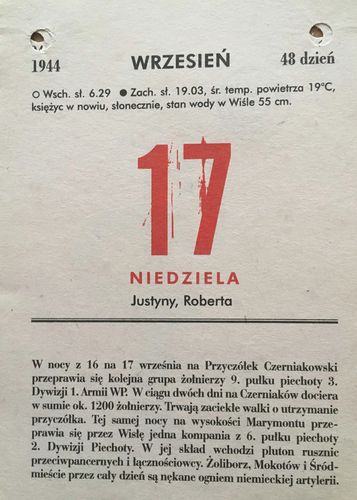 1944 WRZESIEŃ 48 dzień
○ Wsch. sł. 6.29 ● Zach. sł. 19.03, śr. temp. powietrza 19°C,
księżyc w nowiu, słonecznie, stan wody w Wiśle 55 cm.
17
NIEDZIELA
Justyny, Roberta
W nocy z 16 na 17 września na Przyczółek Czerniakowski
przeprawia się kolejna grupa żołnierzy 9. pułku piechoty 3.
Dywizji 1. Armii WP. W ciągu dwóch dni na Czerniaków dociera
w sumie ok. 1200 żołnierzy. Trwają zaciekłe walki o utrzymanie
przyczółka. Tej samej nocy na wysokości Marymontu prze-
prawia się przez Wisłę jedna kompania z 6. pułku piechoty
2. Dywizji Piechoty. W jej skład wchodzi pluton rusznic
przeciwpancernych i łącznościowcy. Żoliborz, Mokotów i Śród-
mieście przez cały dzień są nękane ogniem niemieckiej artylerii.